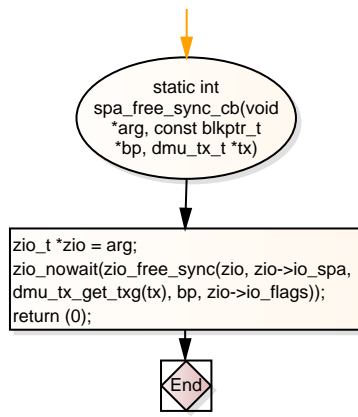 static int
spa_free_sync_cb(void
*arg, const blkptr_t
*bp, dmu_tx_t *tx)
zio_t *zio = arg;
zio_nowait(zio_free_sync(zio, zio->io_spa,
dmu_tx_get_txg(tx), bp, zio->io_flags));
return (0);
End